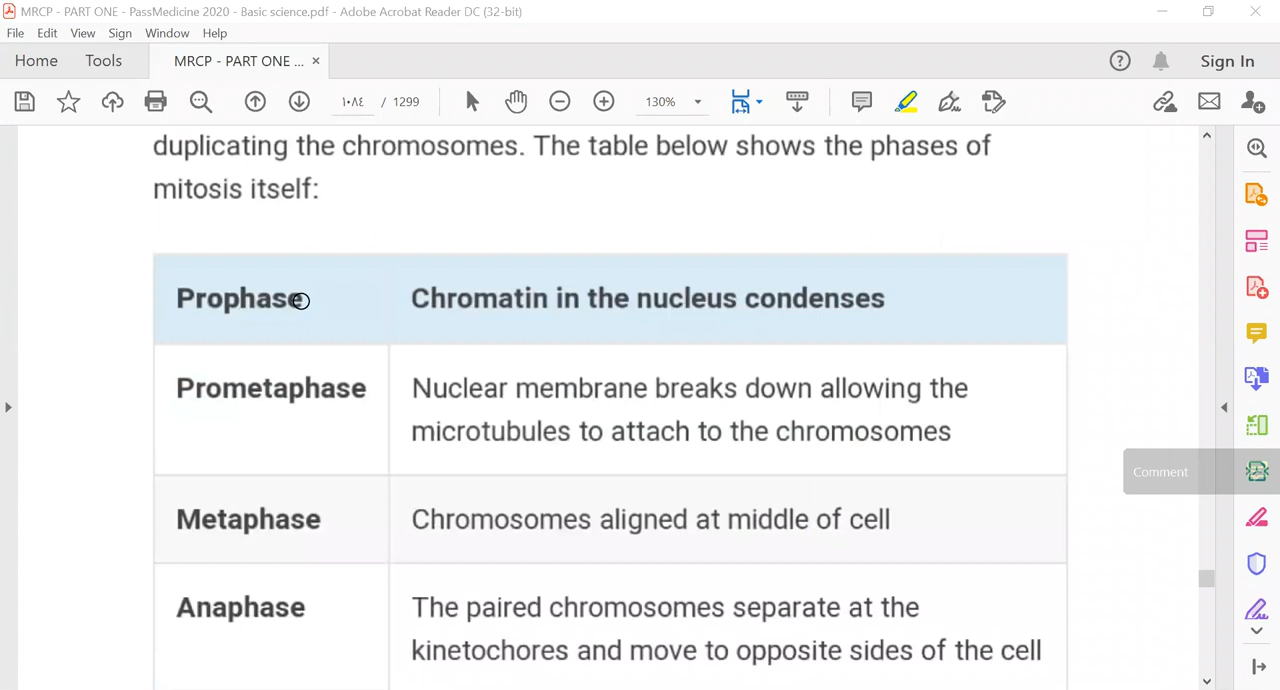 MRCP - PART ONE - PassMedicine 2020 - Basic science.pdf - Adobe Acrobat Reader DC (32-bit)
File Edit View Sign Window Help
Home Tools MRCP - PART ONE ... × Sign In
١٠٨٤ / 1299 130%
duplicating the chromosomes. The table below shows the phases of
mitosis itself:
Prophase Chromatin in the nucleus condenses
Prometaphase Nuclear membrane breaks down allowing the
microtubules to attach to the chromosomes
Comment
Metaphase Chromosomes aligned at middle of cell
Anaphase The paired chromosomes separate at the
kinetochores and move to opposite sides of the cell